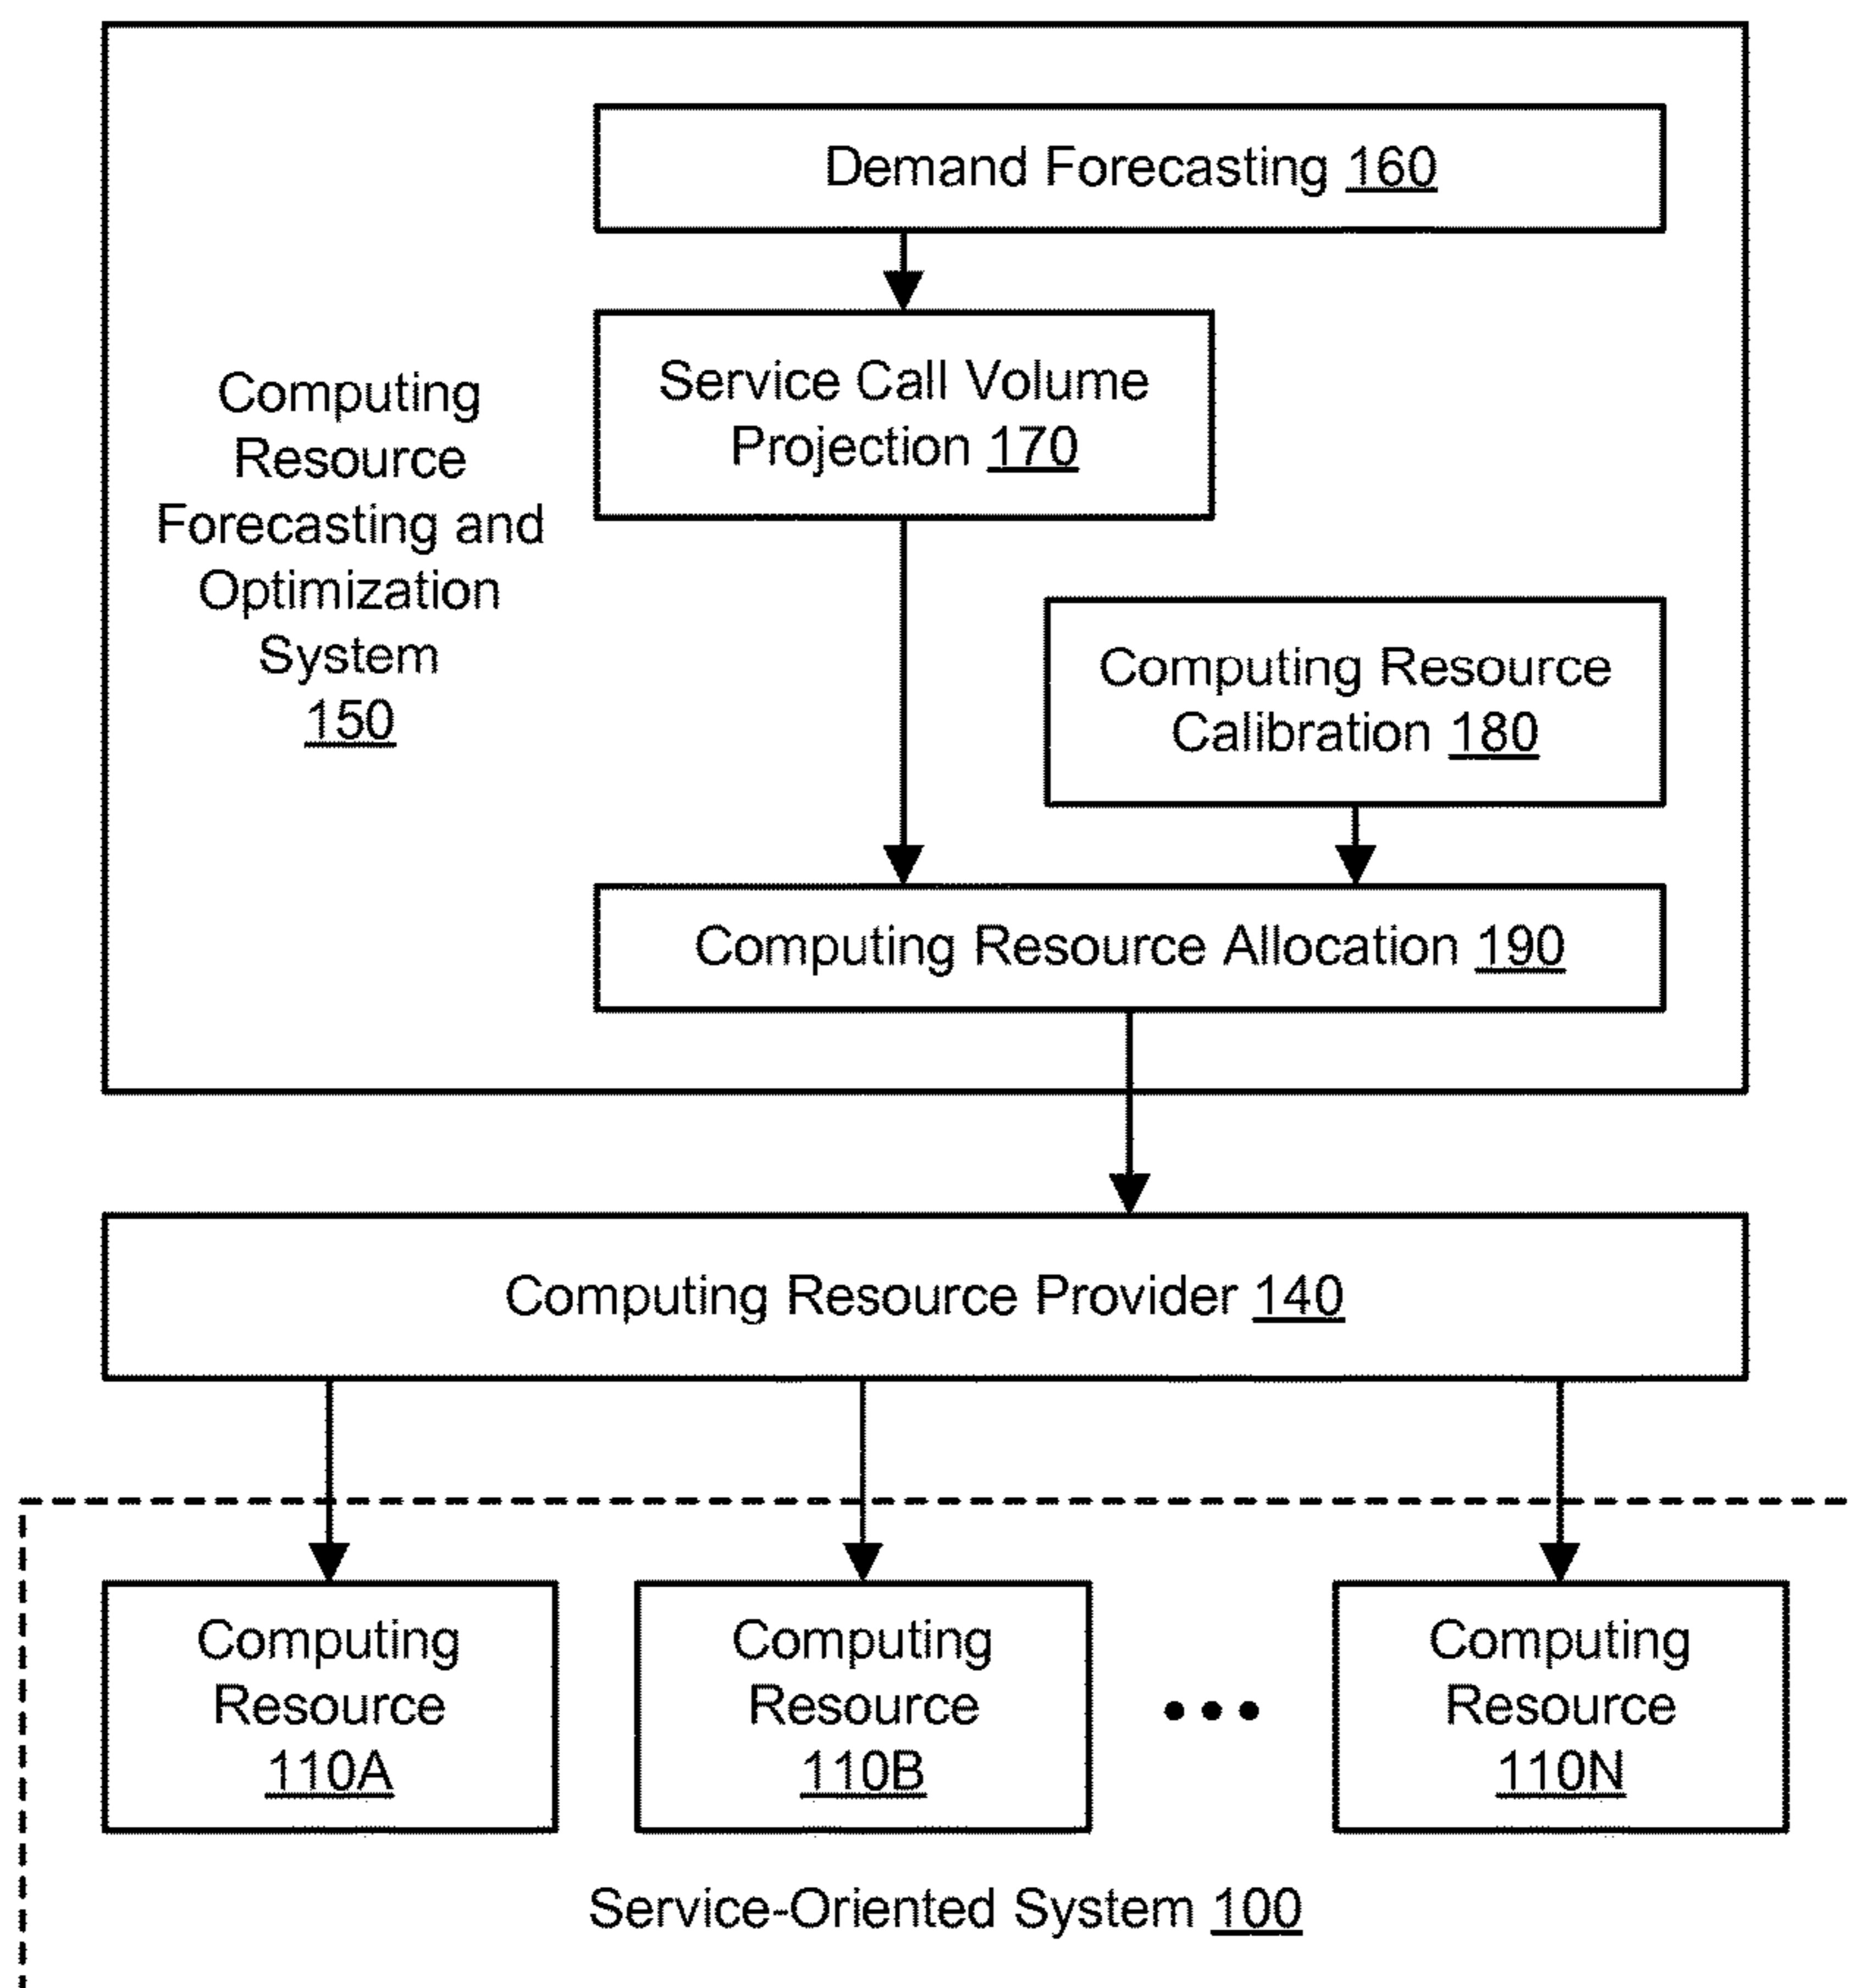 Demand Forecasting 160
Service Call Volume
Projection 170
Computing
Resource
Forecasting and
Optimization
System
150
Computing Resource
Calibration 180
Computing Resource Allocation 190
Computing Resource Provider 140
Computing
Resource
110A
Computing
Resource
110B
Computing
Resource
110N
Service-Oriented System 100